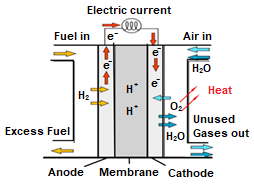 Electric current
Fuel in
e⁻
Air in
e⁻
H₂O
e⁻
e⁻
H₂
H⁺
H⁺
Heat
O₂
Excess Fuel
H₂O
Unused
Gases out
Anode
Membrane
Cathode